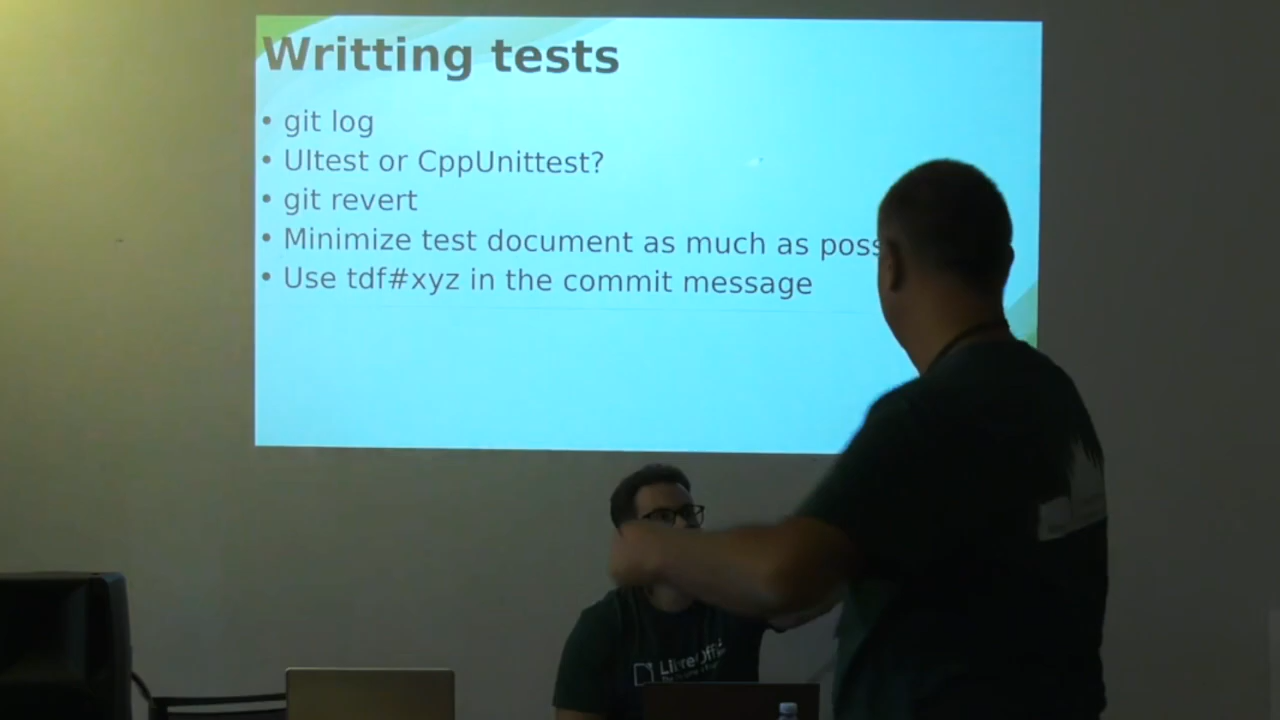 Writting tests
• git log
• UItest or CppUnittest?
• git revert
• Minimize test document as much as poss
• Use tdf#xyz in the commit message
LibreOffice